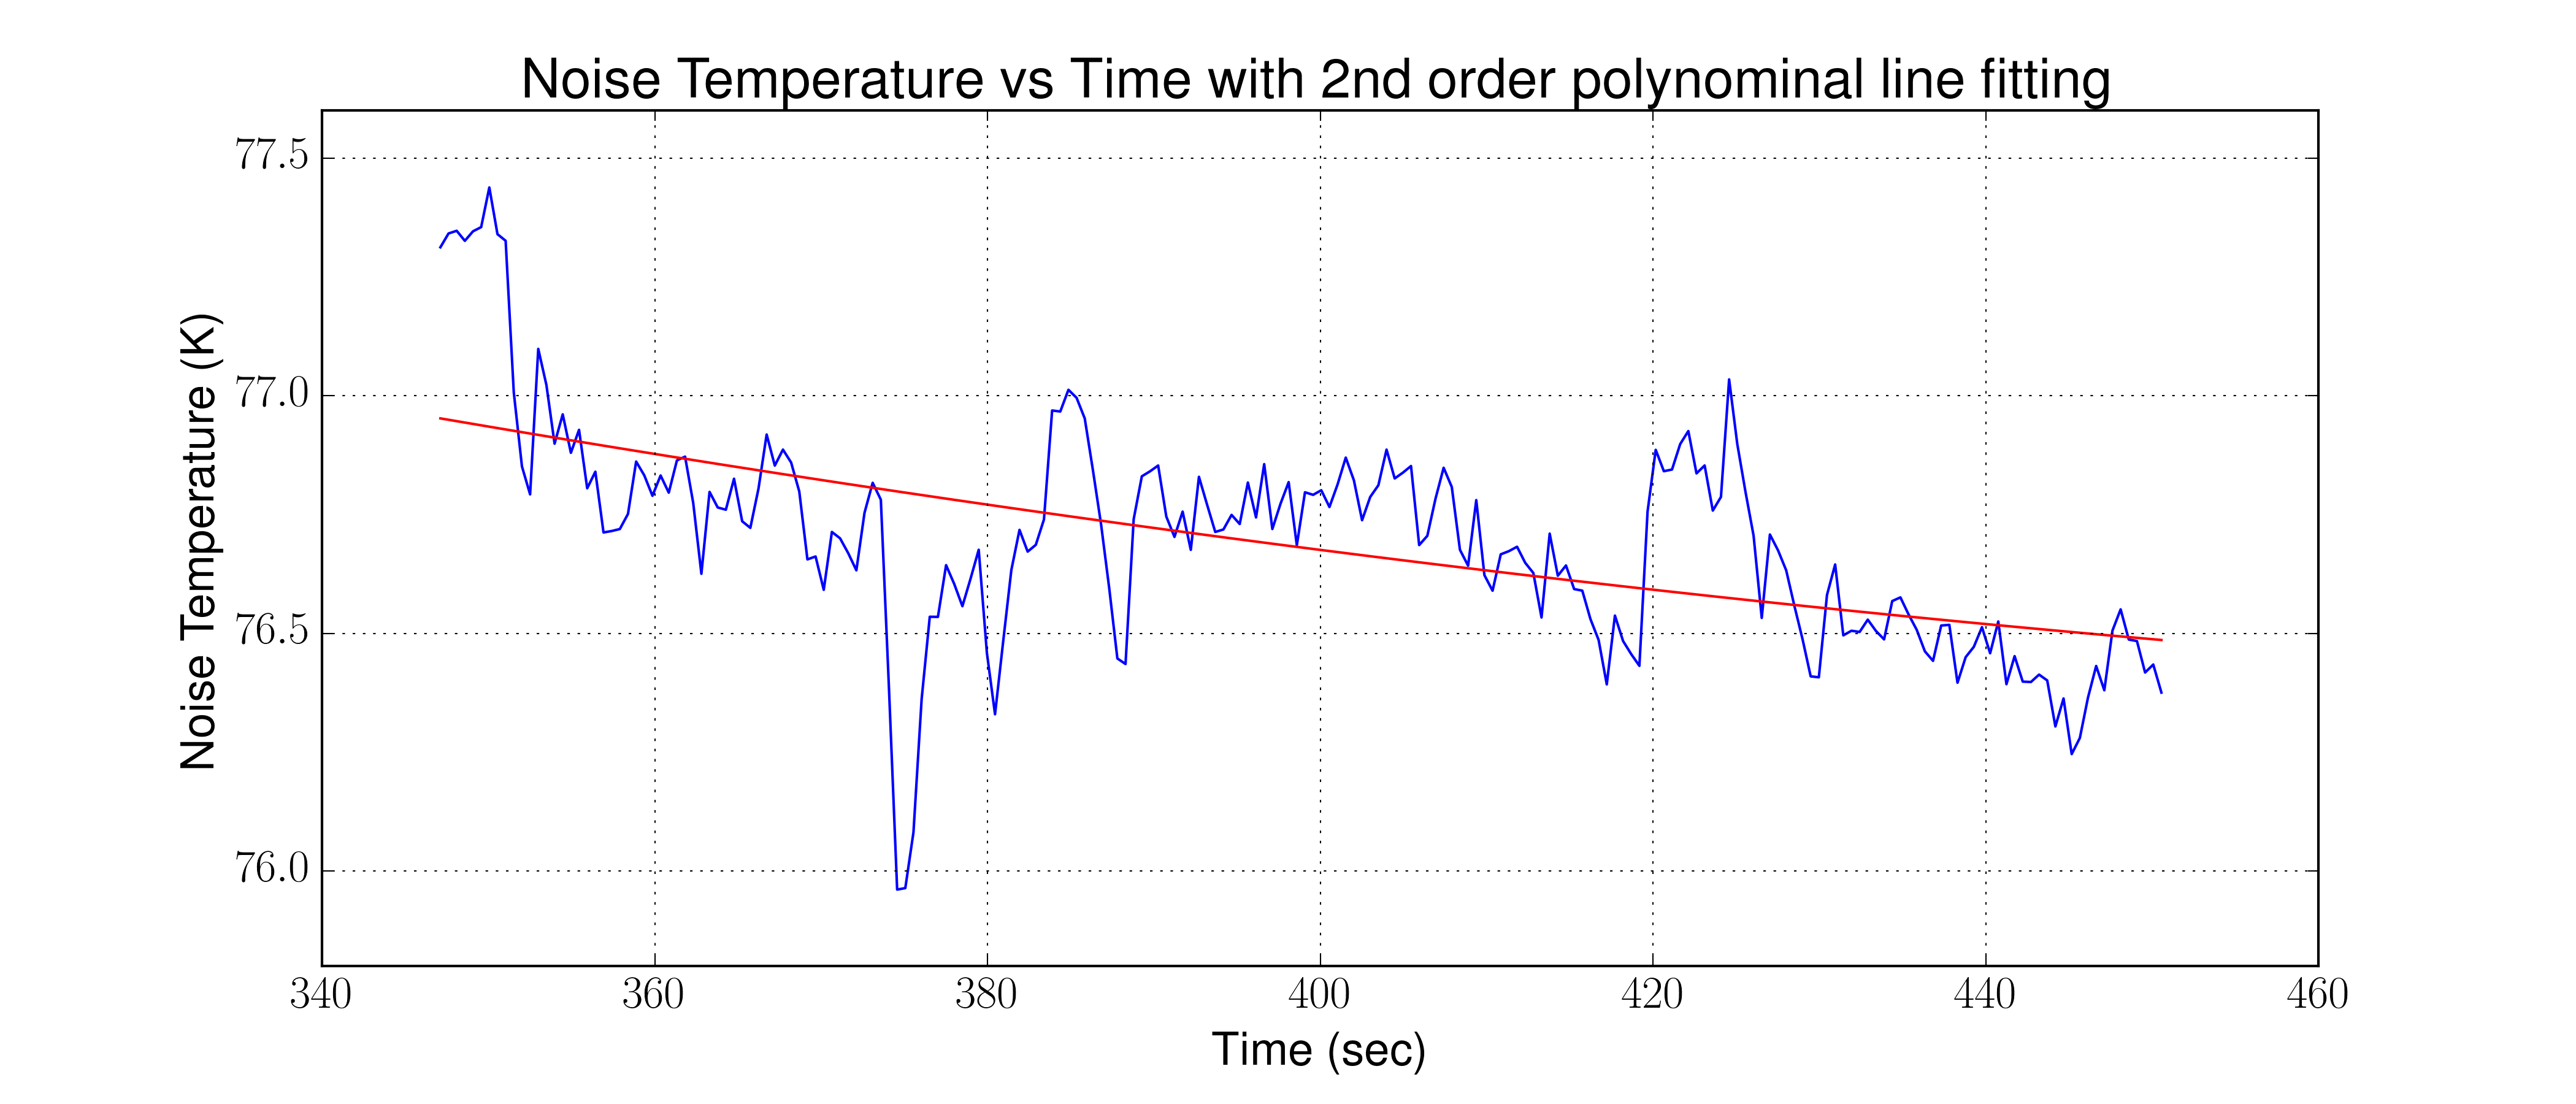 Noise Temperature vs Time with 2nd order polynominal line fitting
77.5
77.0
76.5
76.0
Noise Temperature (K)
340 360 380 400 420 440 460
Time (sec)